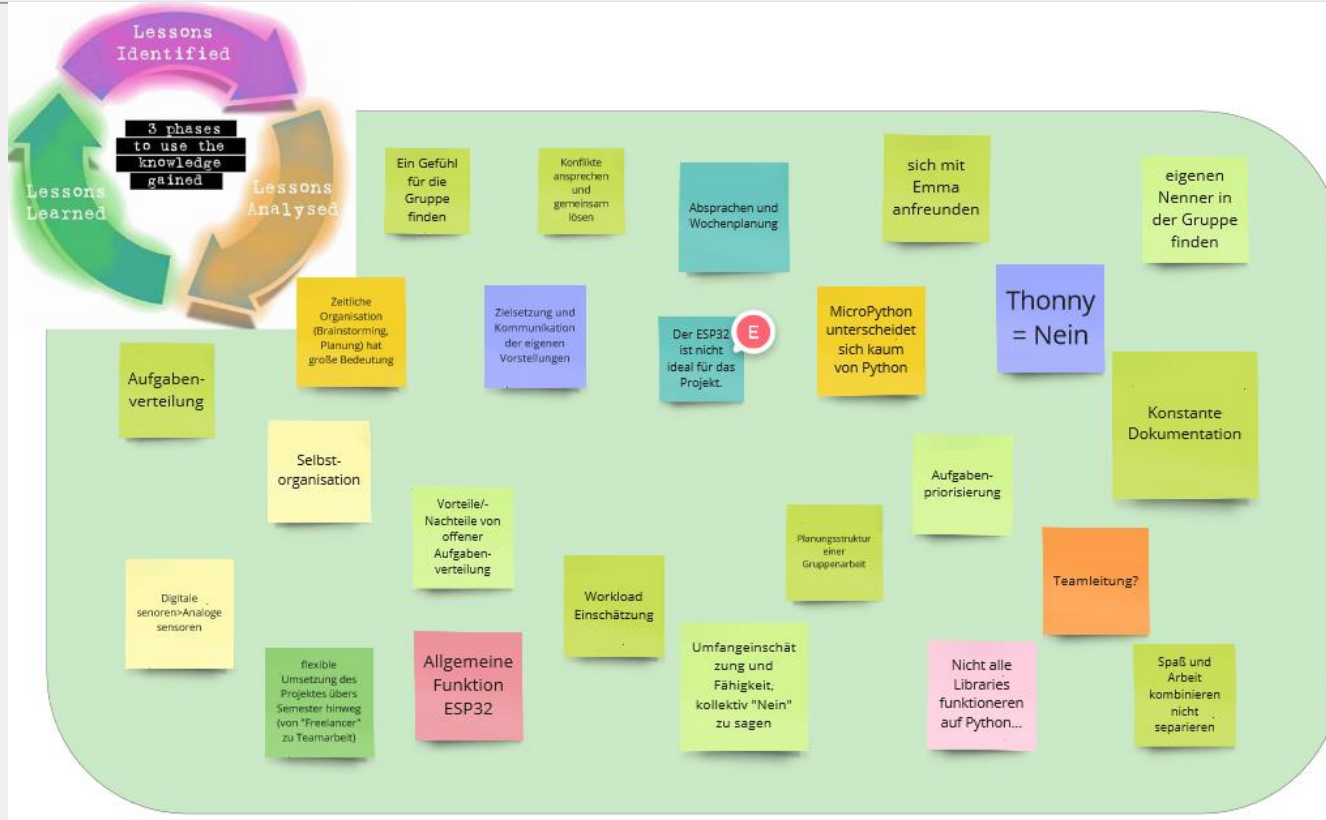 Lessons
Identified
3 phases
to use the
knowledge
gained
Lessons
Learned
Lessons
Analysed
Ein Gefühl
für die
Gruppe
finden
Konflikte
ansprechen
und
gemeinsam
lösen
Absprachen und
Wochenplanung
sich mit
Emma
anfreunden
eigenen
Nenner in
der Gruppe
finden
Zeitliche
Organisation
(Brainstorming,
Planung) hat
große Bedeutung
Zielsetzung und
Kommunikation
der eigenen
Vorstellungen
Der ESP32
ist nicht
ideal für das
Projekt.
E
MicroPython
unterscheidet
sich kaum
von Python
Thonny
= Nein
Aufgaben-
verteilung
Konstante
Dokumentation
Selbst-
organisation
Aufgaben-
priorisierung
Vorteile/-
Nachteile von
offener
Aufgaben-
verteilung
Planungsstruktur
einer
Gruppenarbeit
Teamleitung?
Digitale
senoren>Analoge
sensoren
Workload
Einschätzung
flexible
Umsetzung des
Projektes übers
Semester hinweg
(von "Freelancer"
zu Teamarbeit)
Allgemeine
Funktion
ESP32
Umfangeinschät
zung und
Fähigkeit,
kollektiv "Nein"
zu sagen
Nicht alle
Libraries
funktioneren
auf Python...
Spaß und
Arbeit
kombinieren
nicht
separieren